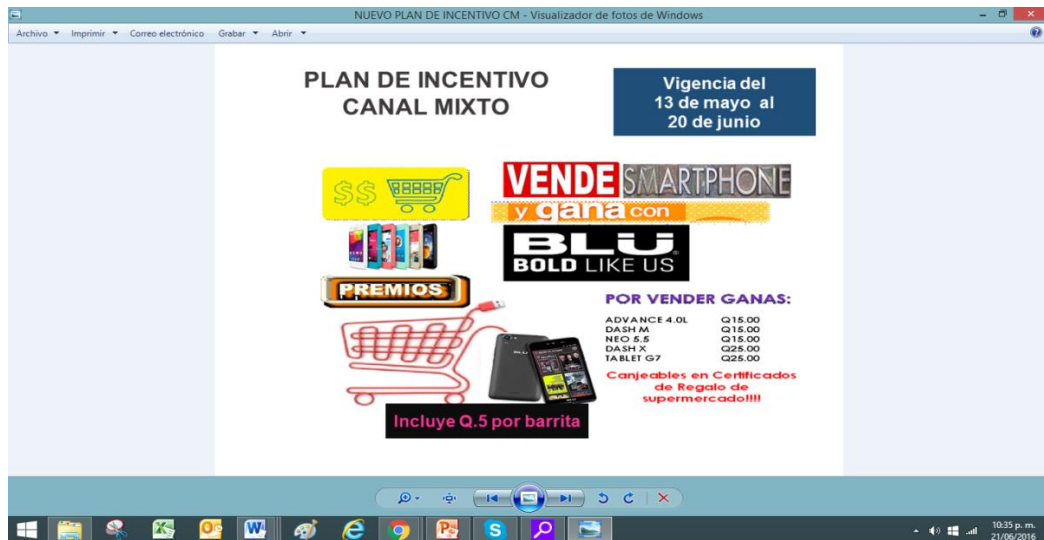 NUEVO PLAN DE INCENTIVO CM - Visualizador de fotos de Windows
Archivo Imprimir Correo electrónico Grabar Abrir
PLAN DE INCENTIVO
CANAL MIXTO
Vigencia del
13 de mayo al
20 de junio
$$
VENDE SMARTPHONE
y gana con
BLU
BOLD LIKE US
PREMIOS
POR VENDER GANAS:
ADVANCE 4.0L Q15.00
DASH M Q15.00
NEO 5.5 Q15.00
DASH X Q25.00
TABLET G7 Q25.00
Canjeables en Certificados
de Regalo de
supermercado!!!!
BLU
Incluye Q.5 por barrita
10:35 p. m.
21/06/2016